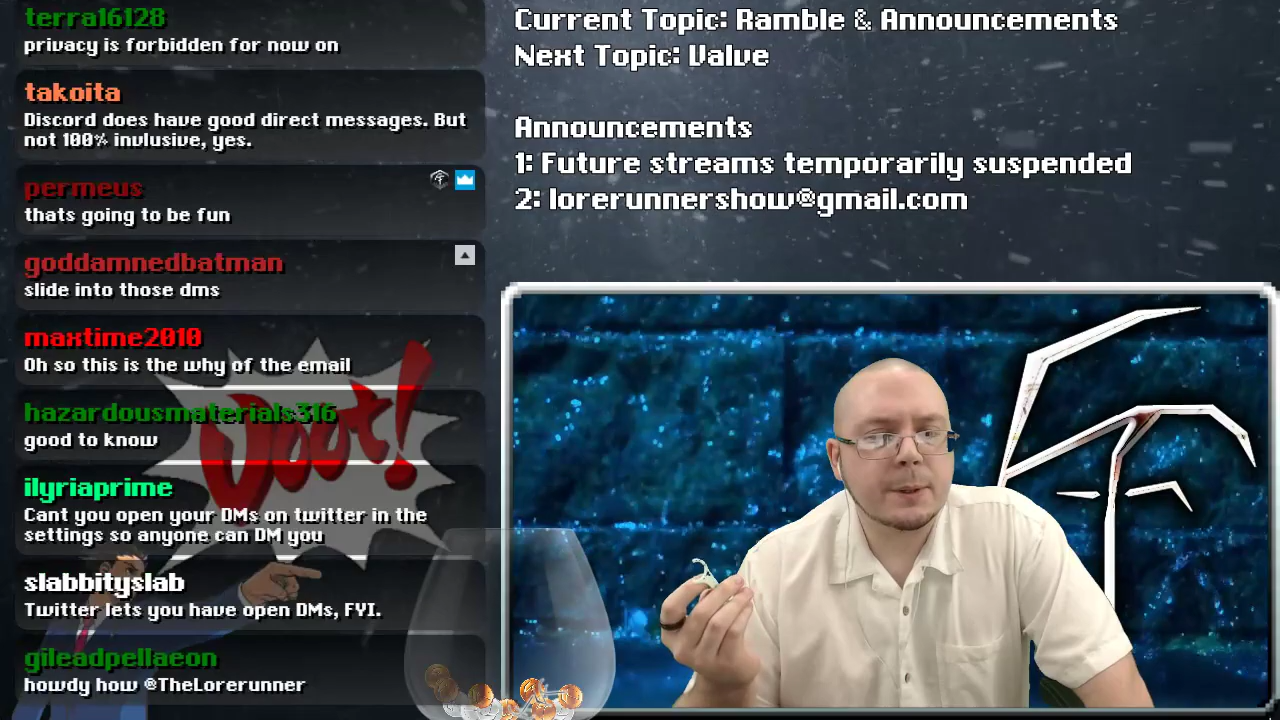 terra16128
privacy is forbidden for now on
takoita
Discord does have good direct messages. But
not 100% invlusive, yes.
permeus
thats going to be fun
goddamnedbatman
slide into those dms
maxtime2010
Oh so this is the why of the email
hazardousmaterials316
good to know
ilyriaprime
Cant you open your DMs on twitter in the
settings so anyone can DM you
slabbityslab
Twitter lets you have open DMs, FYI.
gileadpellaeon
howdy how @TheLorerunner
Doot!
Current Topic: Ramble & Announcements
Next Topic: Valve
Announcements
1: Future streams temporarily suspended
2: lorerunnershow@gmail.com